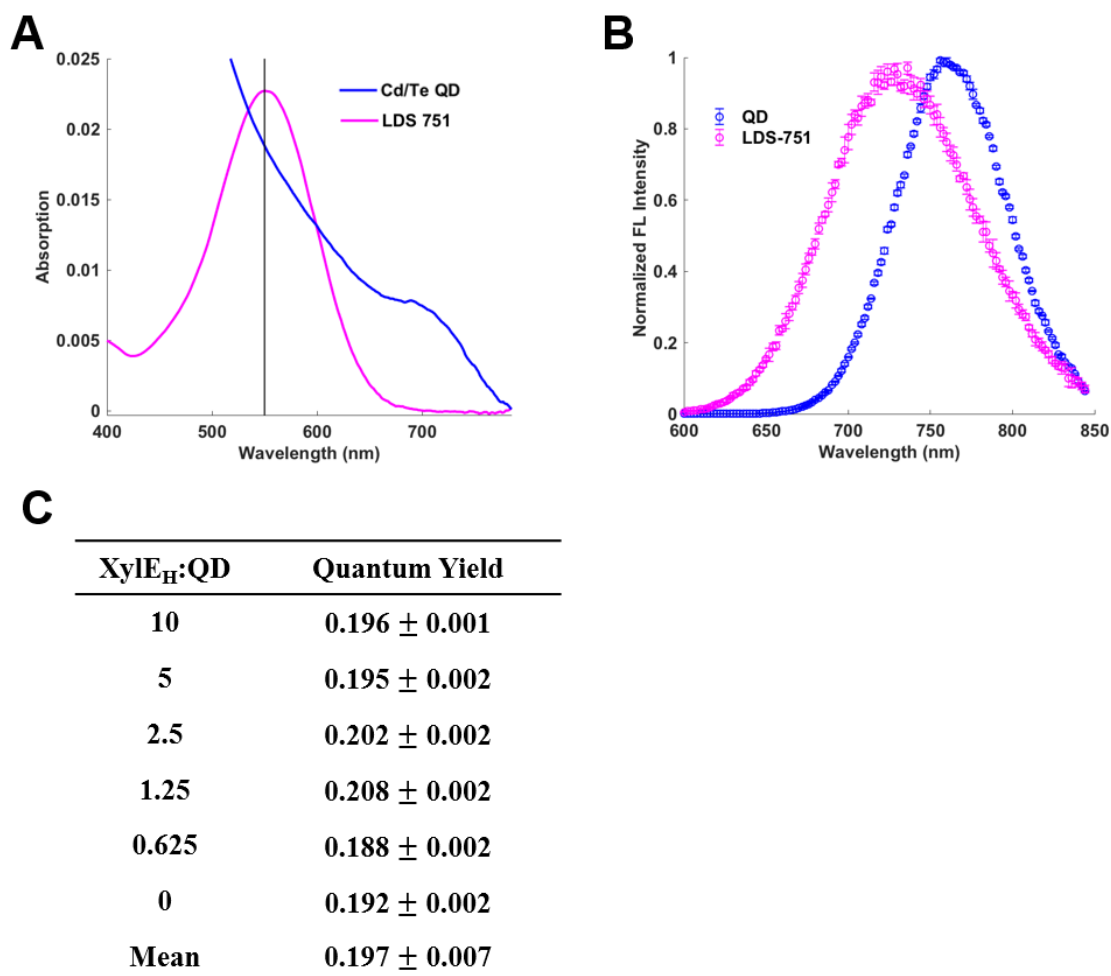 A
0.025
0.02
0.015
0.01
0.005
0
Absorption
Cd/Te QD
LDS 751
400
500
600
700
Wavelength (nm)
B
1
0.8
0.6
0.4
0.2
0
Normalized FL Intensity
QD
LDS-751
600
650
700
750
800
850
Wavelength (nm)
C
XylE_H:QD Quantum Yield
10 0.196 ± 0.001
5 0.195 ± 0.002
2.5 0.202 ± 0.002
1.25 0.208 ± 0.002
0.625 0.188 ± 0.002
0 0.192 ± 0.002
Mean 0.197 ± 0.007